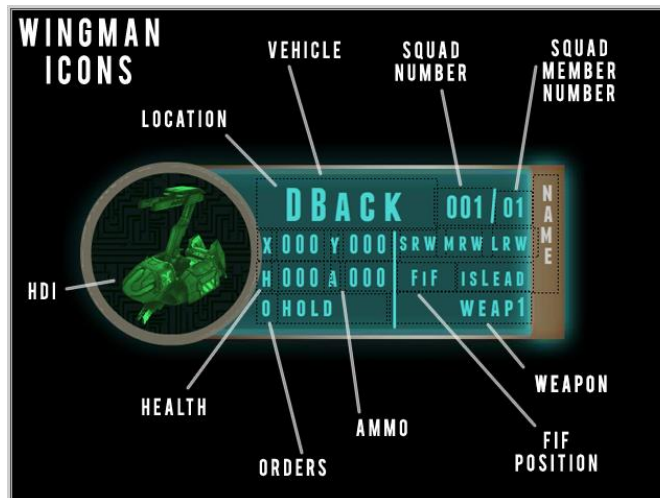 WINGMAN
ICONS
VEHICLE
SQUAD
NUMBER
SQUAD
MEMBER
NUMBER
LOCATION
DBACK 001/01
NAME
X 000 Y 000 SRW MRW LRW
H 000 A 000 FIF ISLEAD
O HOLD WEAP1
HDI
HEALTH
ORDERS
AMMO
WEAPON
FIF
POSITION